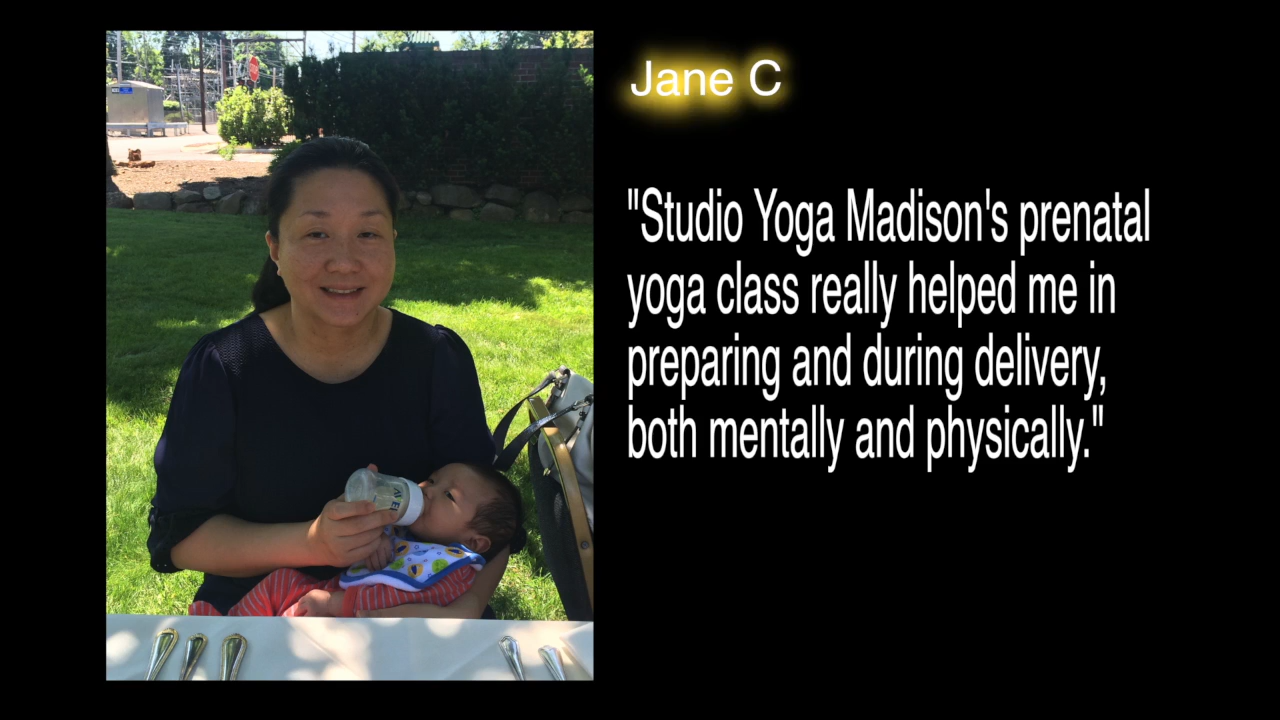 Jane C
"Studio Yoga Madison's prenatal
yoga class really helped me in
preparing and during delivery,
both mentally and physically."